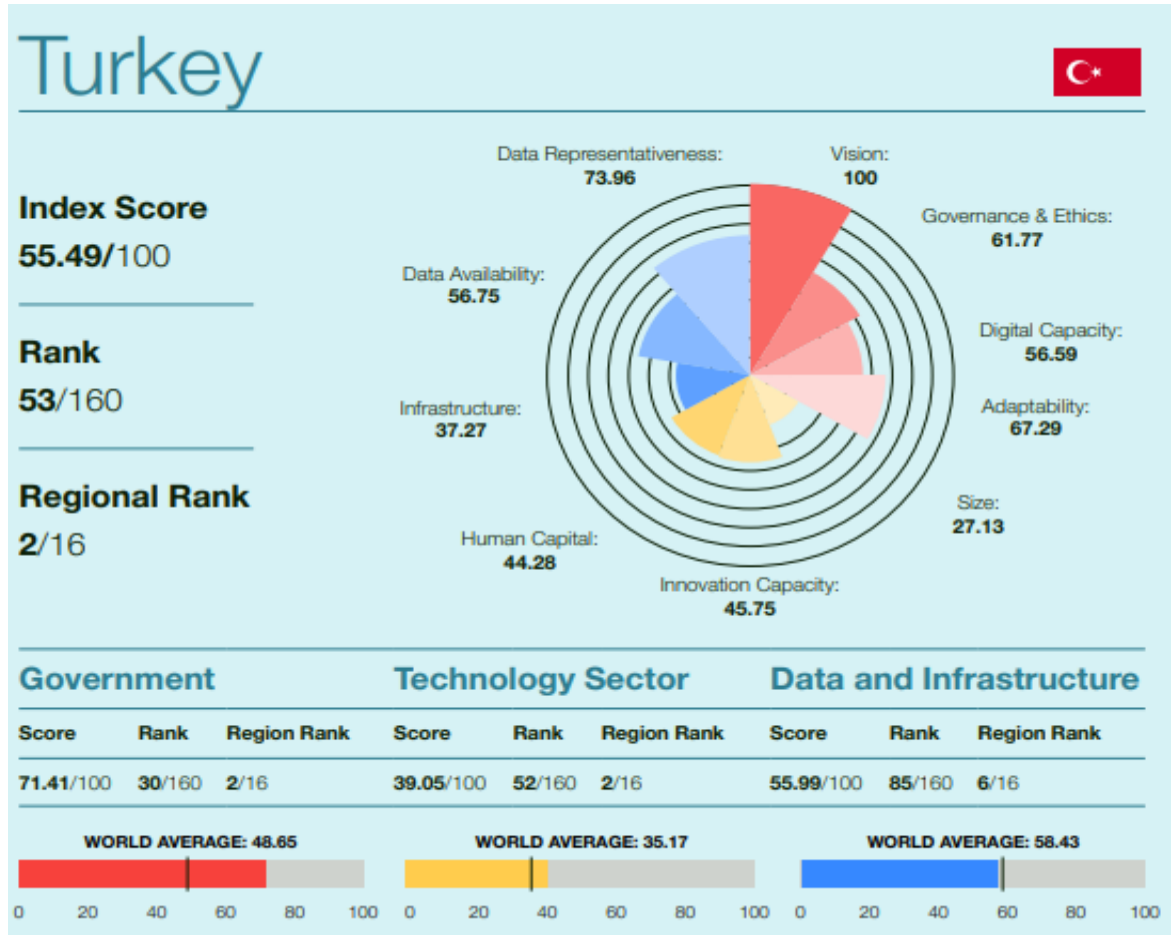 Turkey
Index Score
55.49/100
Rank
53/160
Regional Rank
2/16
Data Representativeness:
73.96
Vision:
100
Governance & Ethics:
61.77
Data Availability:
56.75
Digital Capacity:
56.59
Infrastructure:
37.27
Adaptability:
67.29
Size:
27.13
Human Capital:
44.28
Innovation Capacity:
45.75
Government Technology Sector Data and Infrastructure
Score Rank Region Rank Score Rank Region Rank Score Rank Region Rank
71.41/100 30/160 2/16 39.05/100 52/160 2/16 55.99/100 85/160 6/16
WORLD AVERAGE: 48.65 WORLD AVERAGE: 35.17 WORLD AVERAGE: 58.43
0 20 40 60 80 100 0 20 40 60 80 100 0 20 40 60 80 100